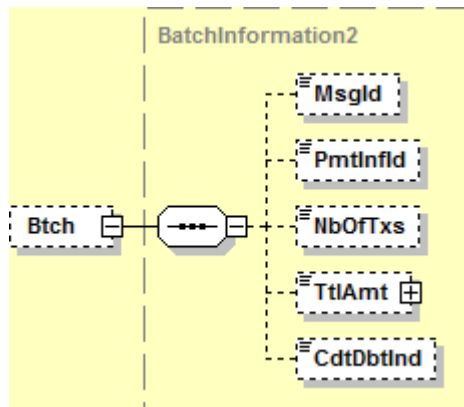 BatchInformation2
MsgId
PmtInfId
Btch
NbOfTxs
TtlAmt
CdtDbtInd